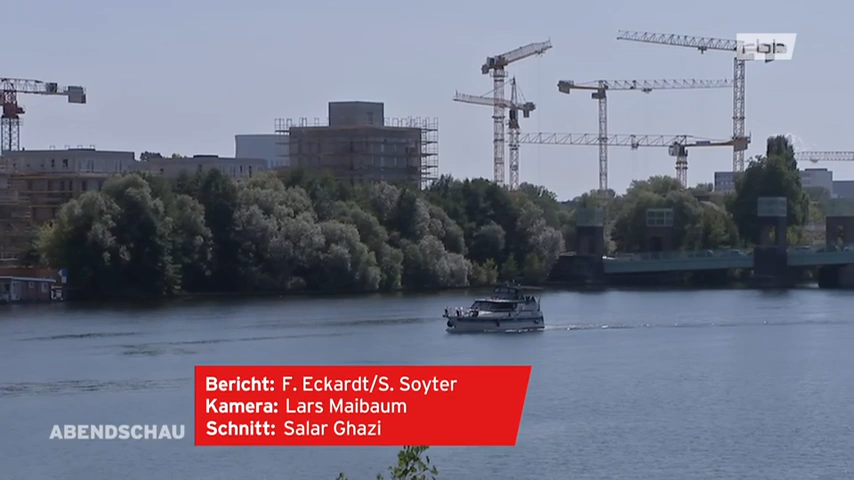 rbb
Bericht: F. Eckardt/S. Soyter
Kamera: Lars Maibaum
ABENDSCHAU
Schnitt: Salar Ghazi